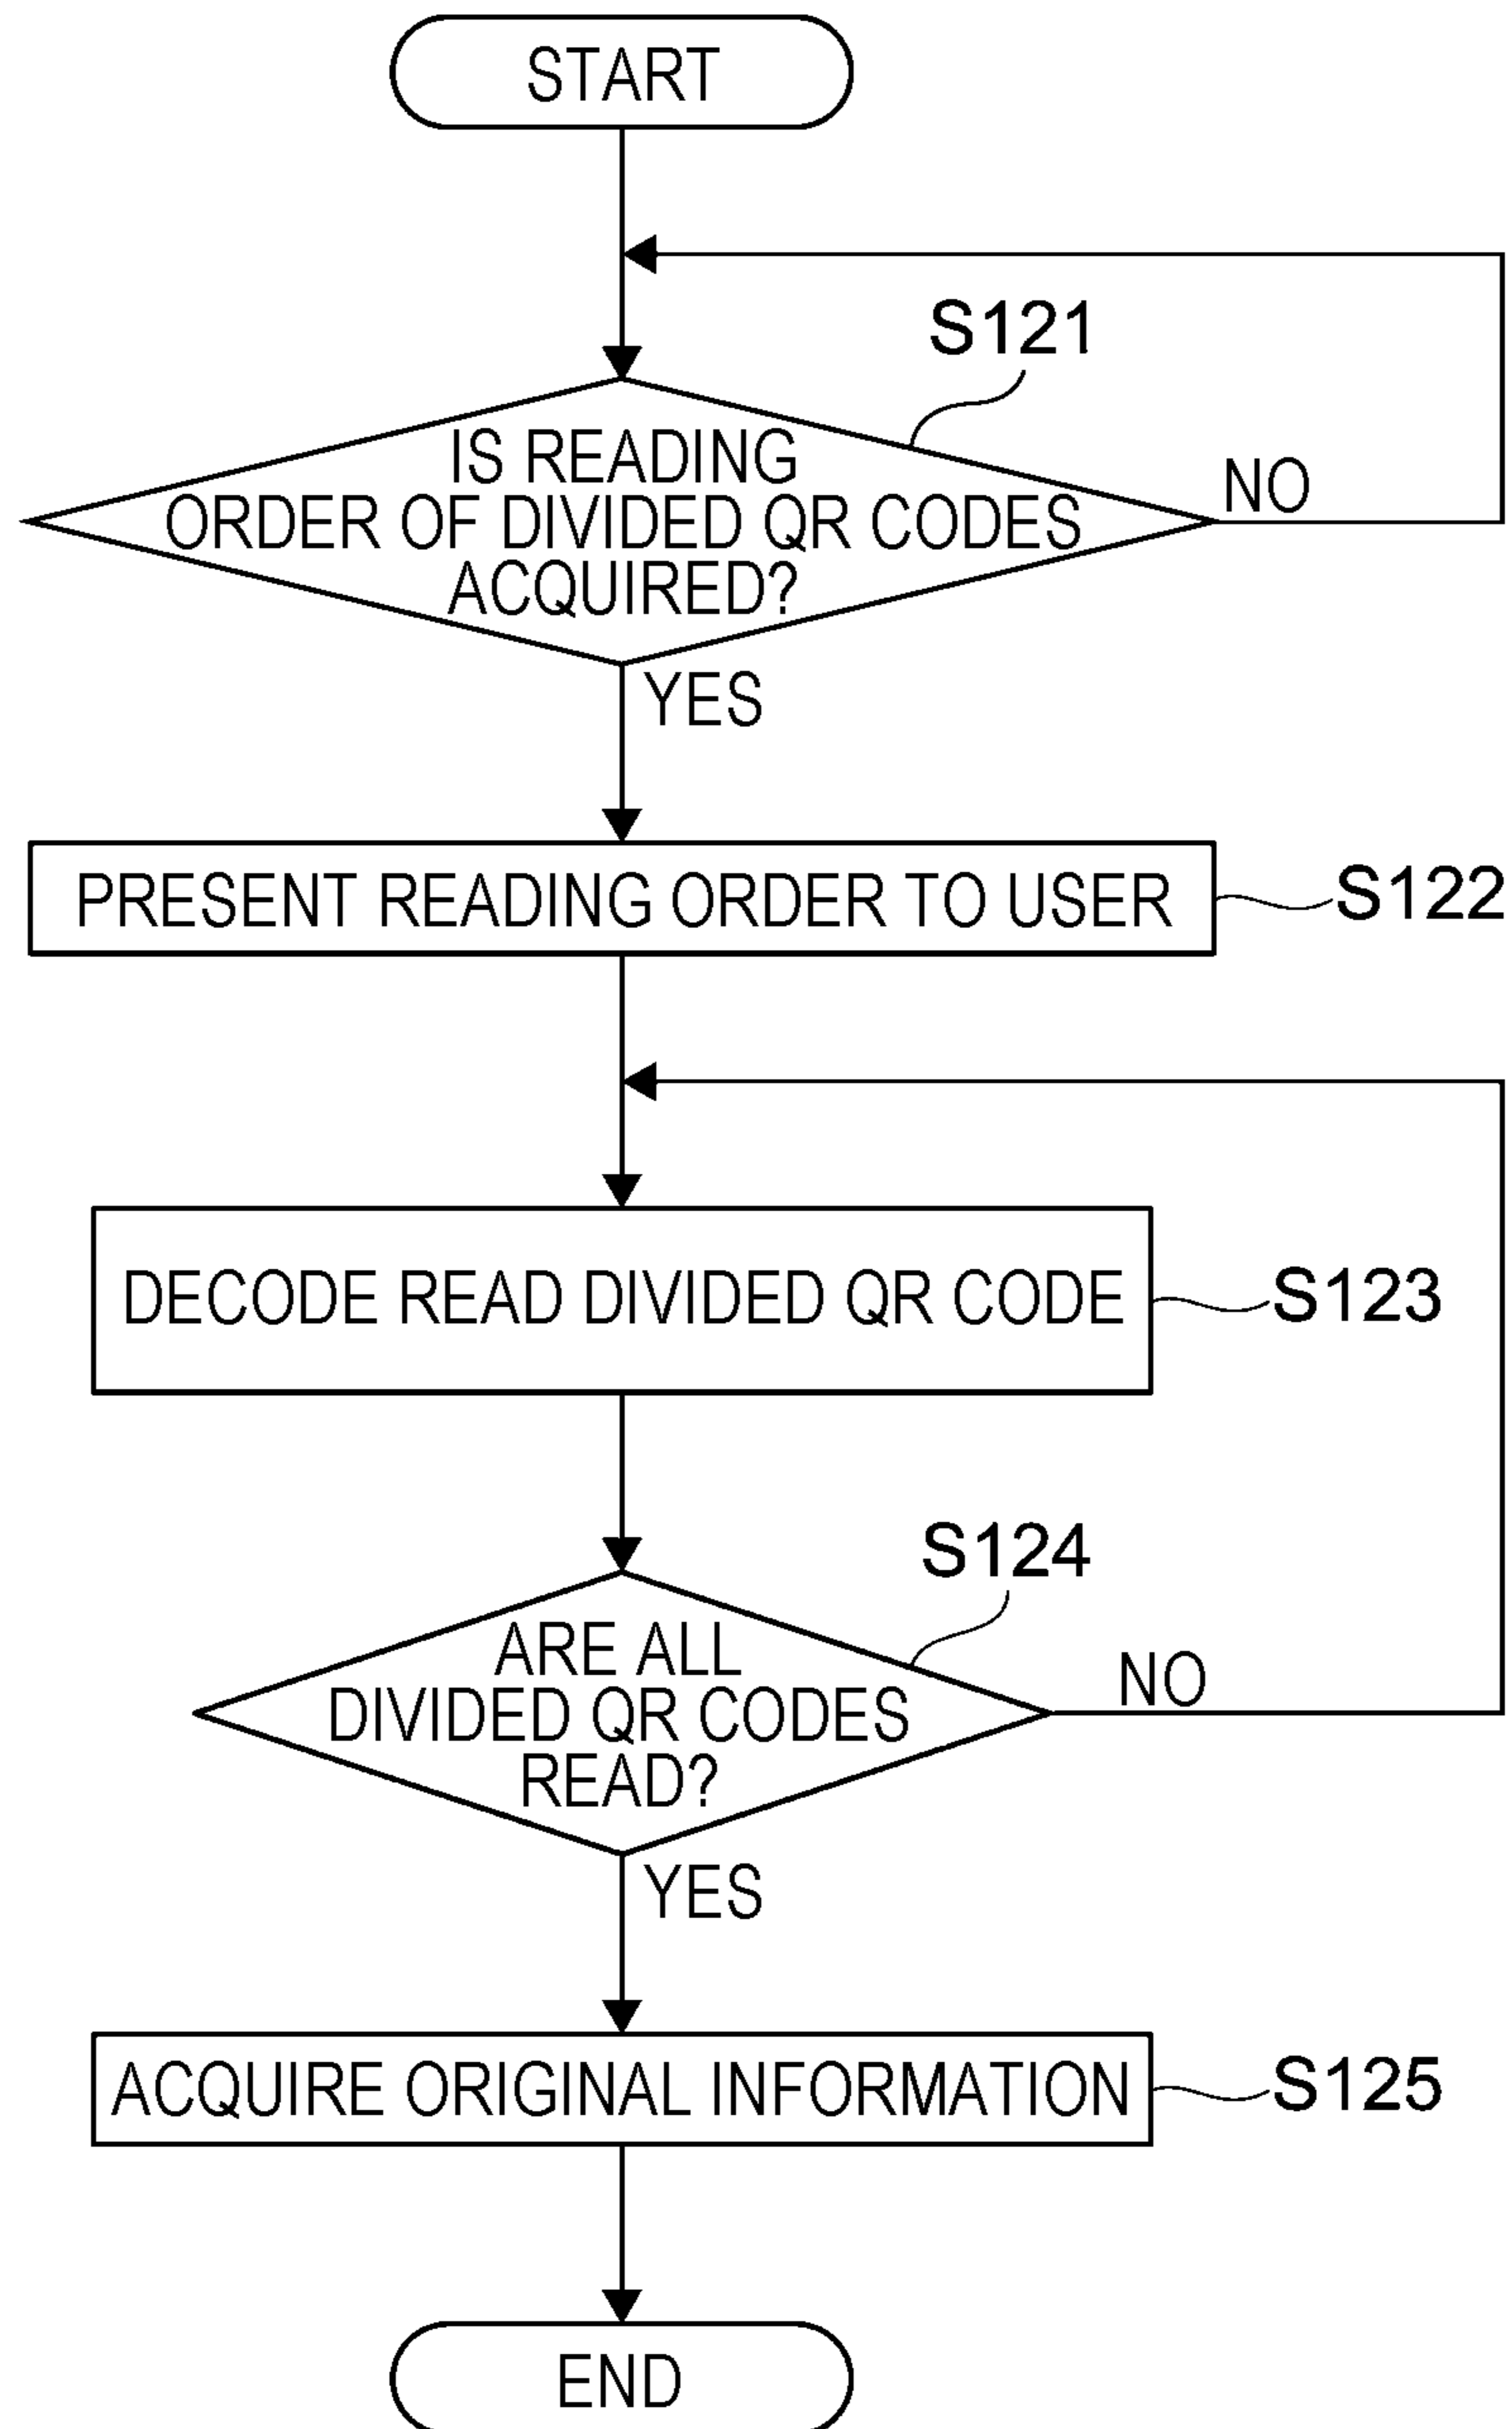 START
S121
IS READING
ORDER OF DIVIDED QR CODES
ACQUIRED?
NO
YES
PRESENT READING ORDER TO USER
S122
DECODE READ DIVIDED QR CODE
S123
S124
ARE ALL
DIVIDED QR CODES
READ?
NO
YES
ACQUIRE ORIGINAL INFORMATION
S125
END